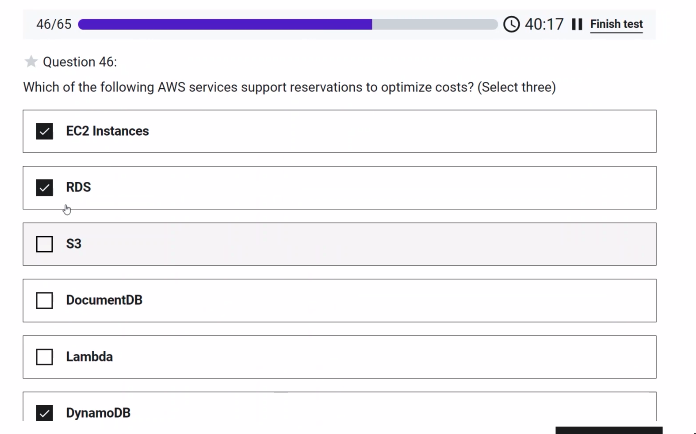 46/65 40:17 Finish test
Question 46:
Which of the following AWS services support reservations to optimize costs? (Select three)
EC2 Instances
RDS
S3
DocumentDB
Lambda
DynamoDB